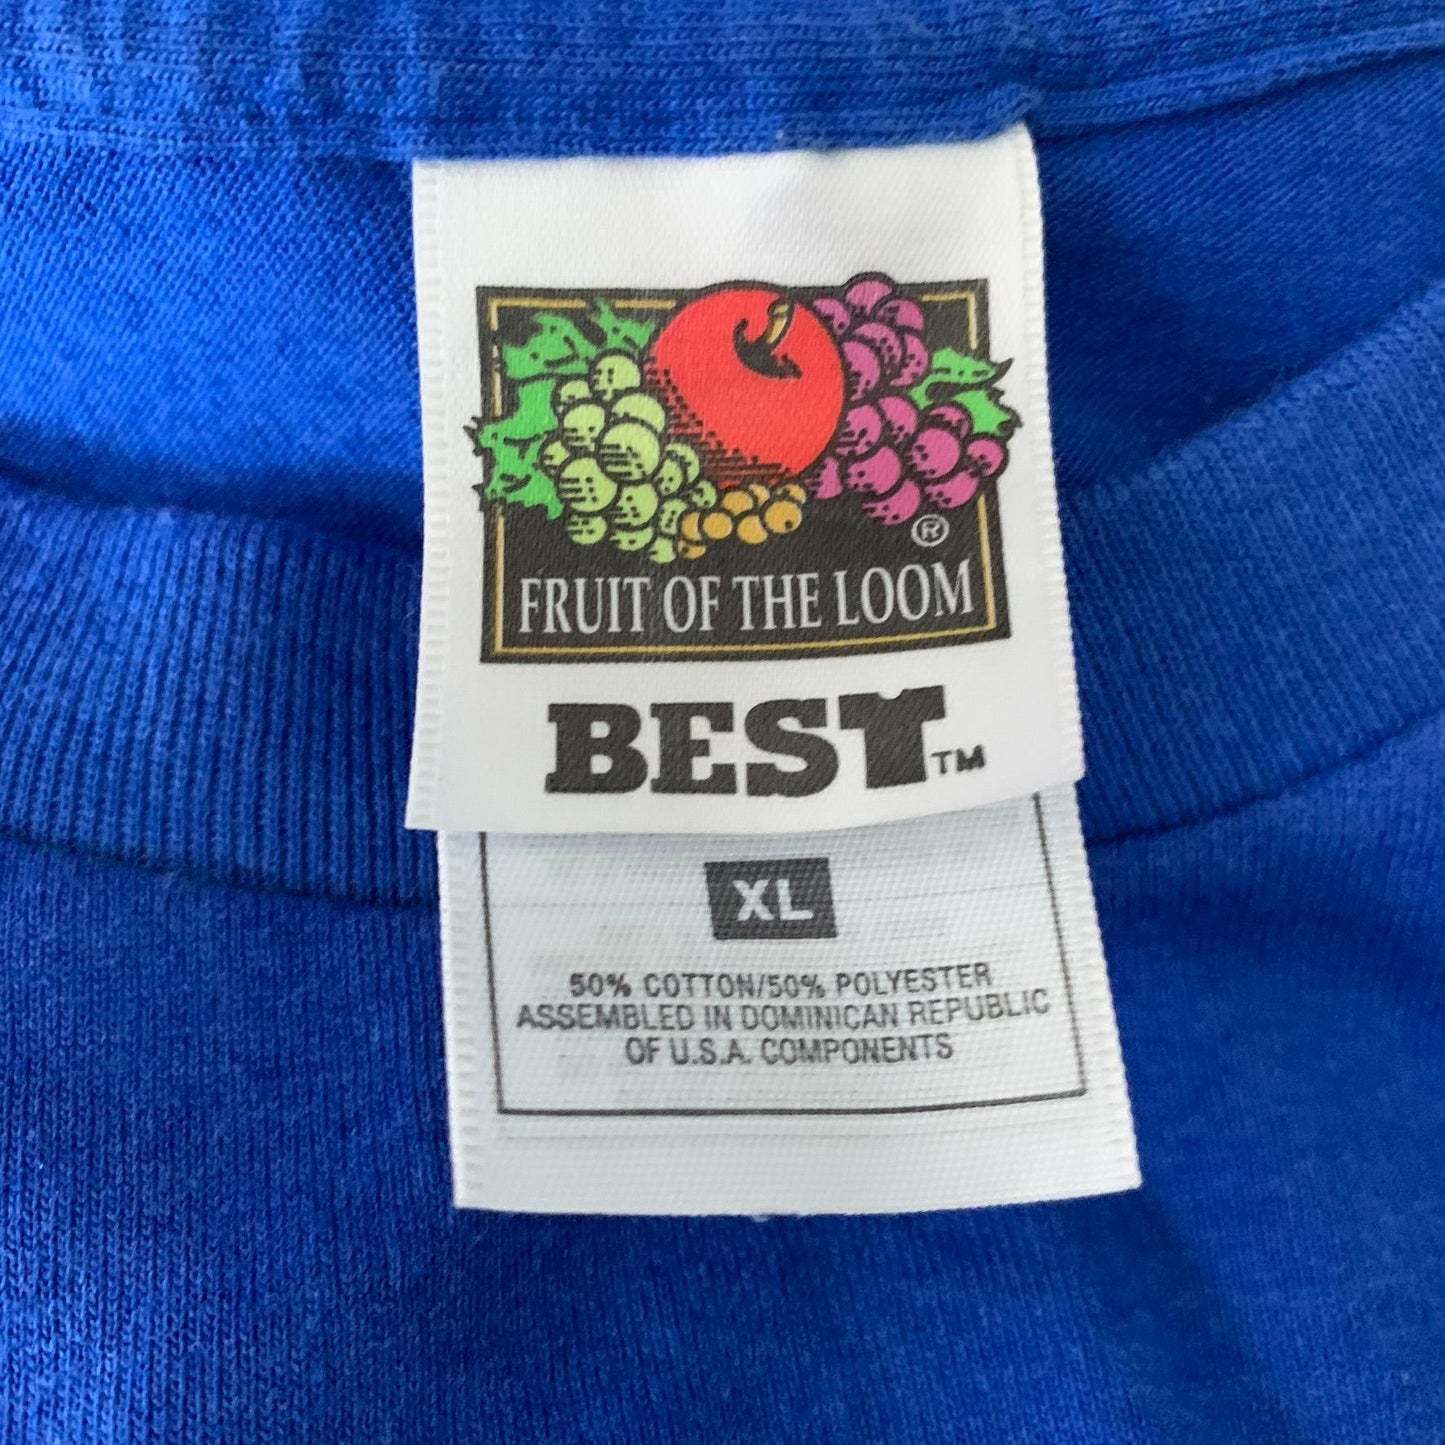 ®
FRUIT OF THE LOOM
BEST™
XL
50% COTTON/50% POLYESTER
ASSEMBLED IN DOMINICAN REPUBLIC
OF U.S.A. COMPONENTS